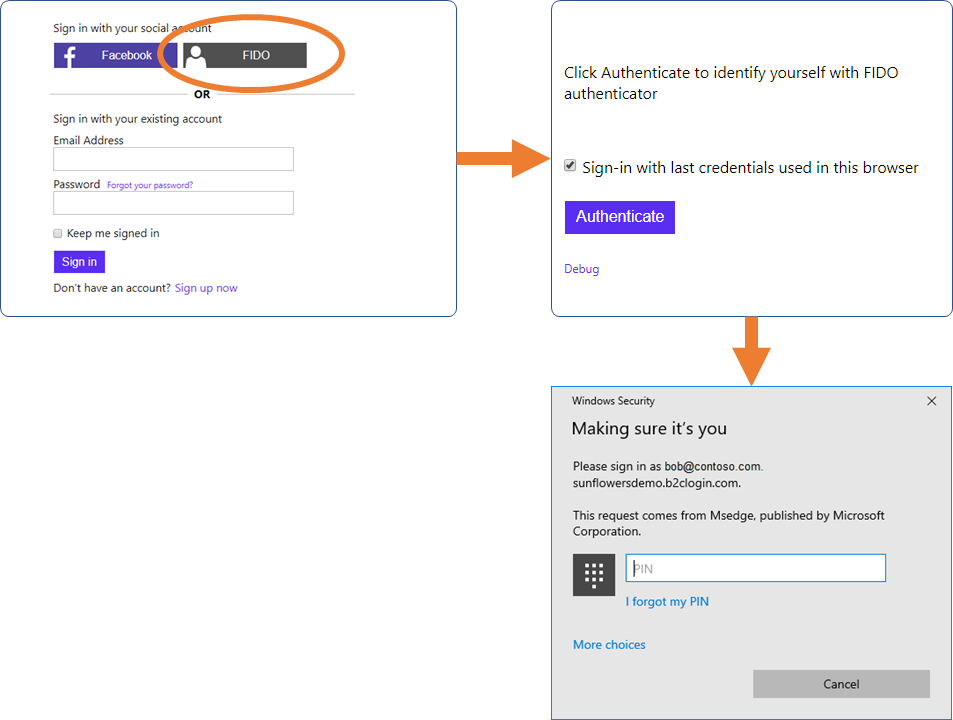 Sign in with your social account
Facebook
FIDO
OR
Sign in with your existing account
Email Address
Password Forgot your password?
Keep me signed in
Sign in
Don't have an account? Sign up now
Click Authenticate to identify yourself with FIDO
authenticator
Sign-in with last credentials used in this browser
Authenticate
Debug
Windows Security
Making sure it's you
Please sign in as bob@contoso.com.
sunflowersdemo.b2clogin.com.
This request comes from Msedge, published by Microsoft
Corporation.
PIN
I forgot my PIN
More choices
Cancel